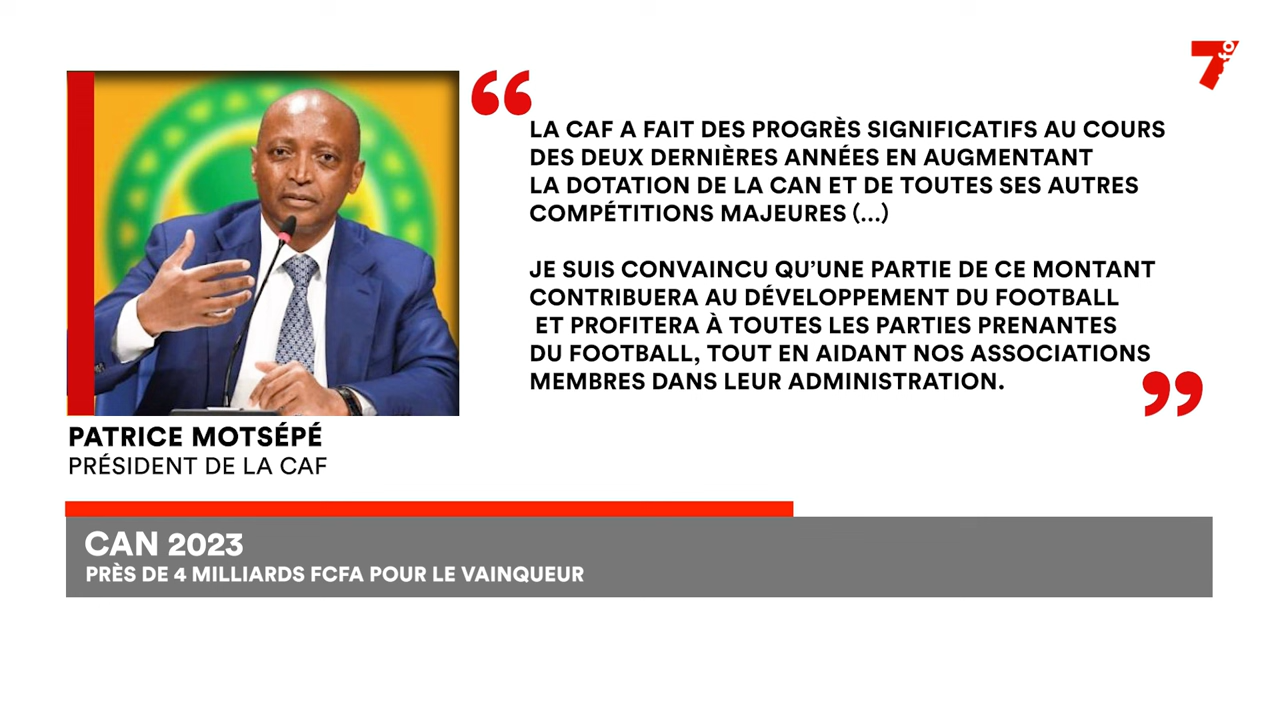 7
fo
LA CAF A FAIT DES PROGRÈS SIGNIFICATIFS AU COURS
DES DEUX DERNIÈRES ANNÉES EN AUGMENTANT
LA DOTATION DE LA CAN ET DE TOUTES SES AUTRES
COMPÉTITIONS MAJEURES (...)
JE SUIS CONVAINCU QU'UNE PARTIE DE CE MONTANT
CONTRIBUERA AU DÉVELOPPEMENT DU FOOTBALL
ET PROFITERA À TOUTES LES PARTIES PRENANTES
DU FOOTBALL, TOUT EN AIDANT NOS ASSOCIATIONS
MEMBRES DANS LEUR ADMINISTRATION.
PATRICE MOTSÉPÉ
PRÉSIDENT DE LA CAF
CAN 2023
PRÈS DE 4 MILLIARDS FCFA POUR LE VAINQUEUR